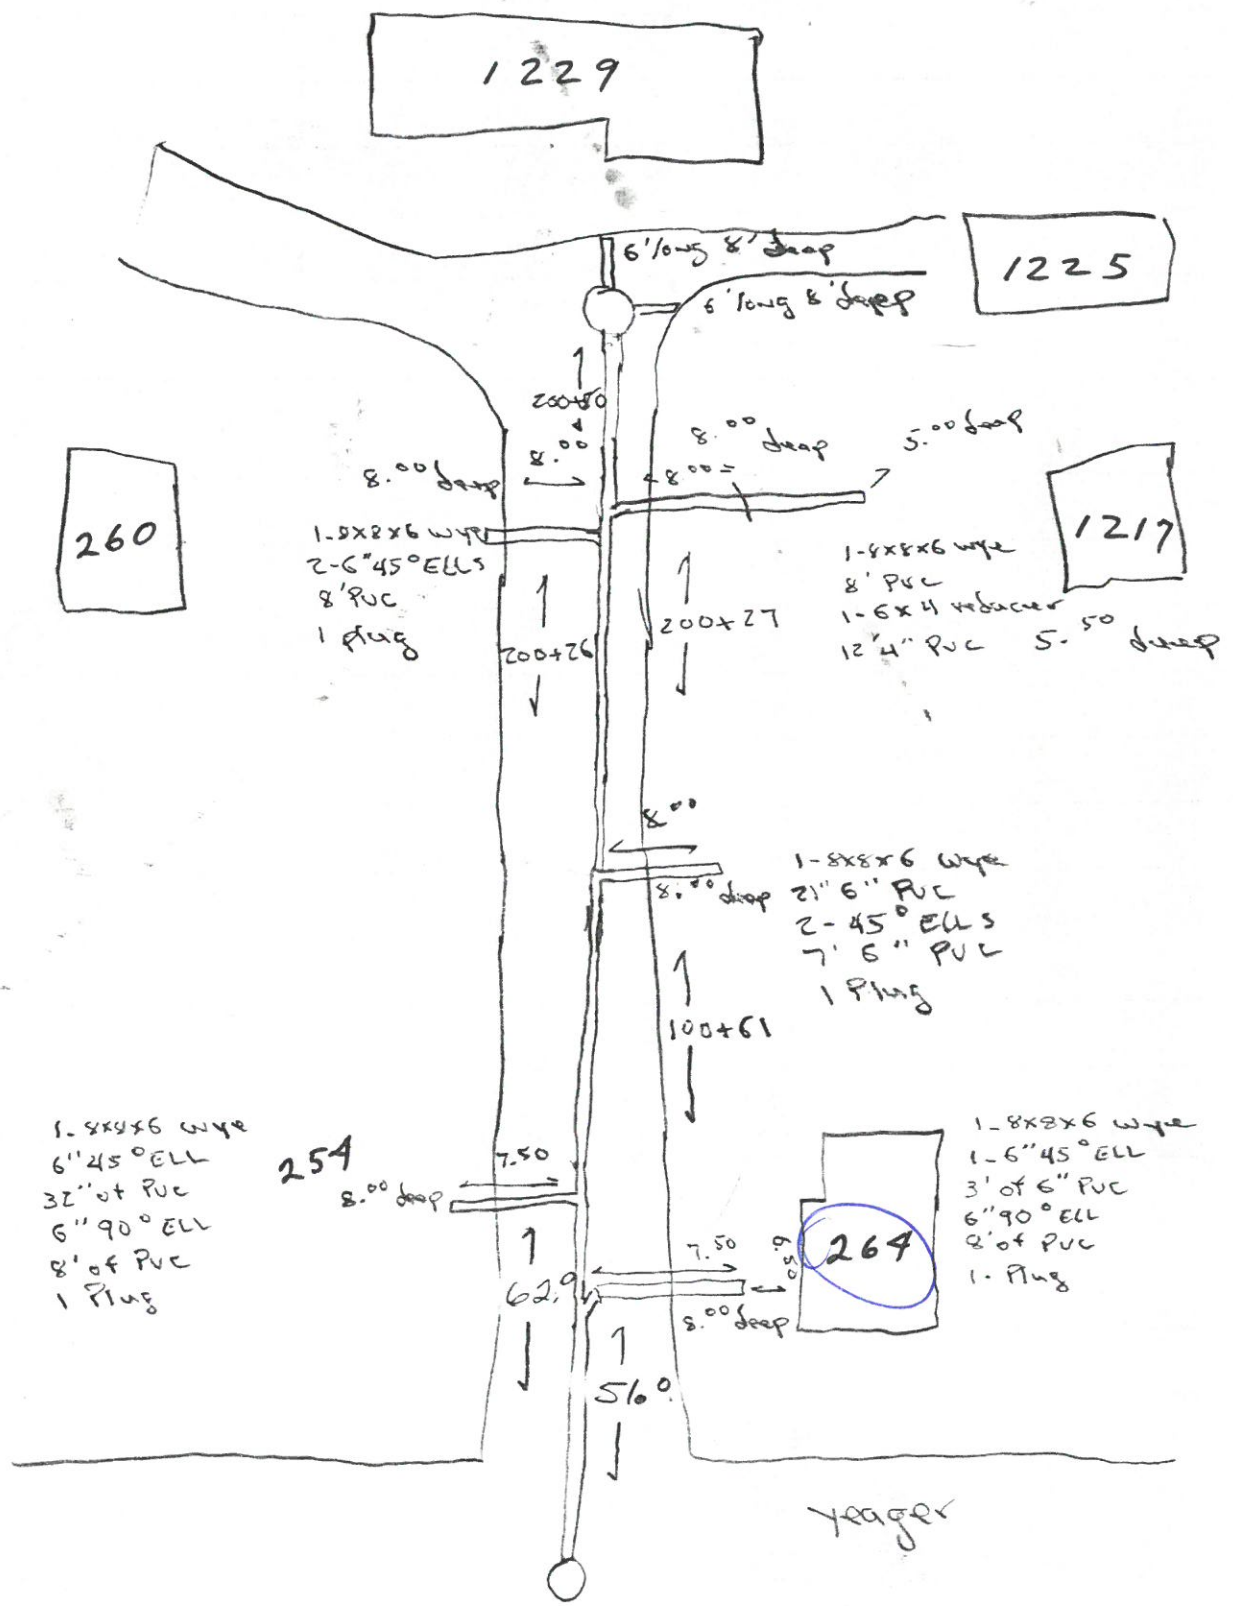 1229
6' long 8' deep
1225
6' long 8' deep
200+50
8.00
8.00 deep
8.00 deep
5.00 deep
8.00
260
1217
1-8x8x6 wye
2-6" 45° ELLS
8' PVC
1 plug
200+26
200+27
1-8x8x6 wye
8' PVC
1-6x4 reducer
12' 4" PVC
5.50 deep
8.00
8.00 deep
1-8x8x6 wye
21" 6" PVC
2-45° ELLS
7' 6" PVC
1 Plug
100+61
1-8x8x6 wye
6" 45° ELL
32" of PVC
6" 90° ELL
8' of PVC
1 Plug
254
7.50
8.00 deep
1-8x8x6 wye
1-6" 45° ELL
3' of 6" PVC
6" 90° ELL
8' of PVC
1-Plug
7.50
6.50
264
8.00 deep
yeager